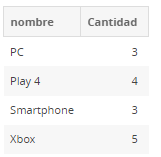 nombre Cantidad
PC 3
Play 4 4
Smartphone 3
Xbox 5